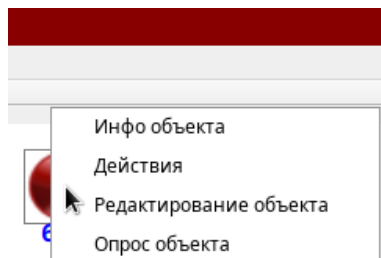 Инфо объекта
Действия
Редактирование объекта
Опрос объекта